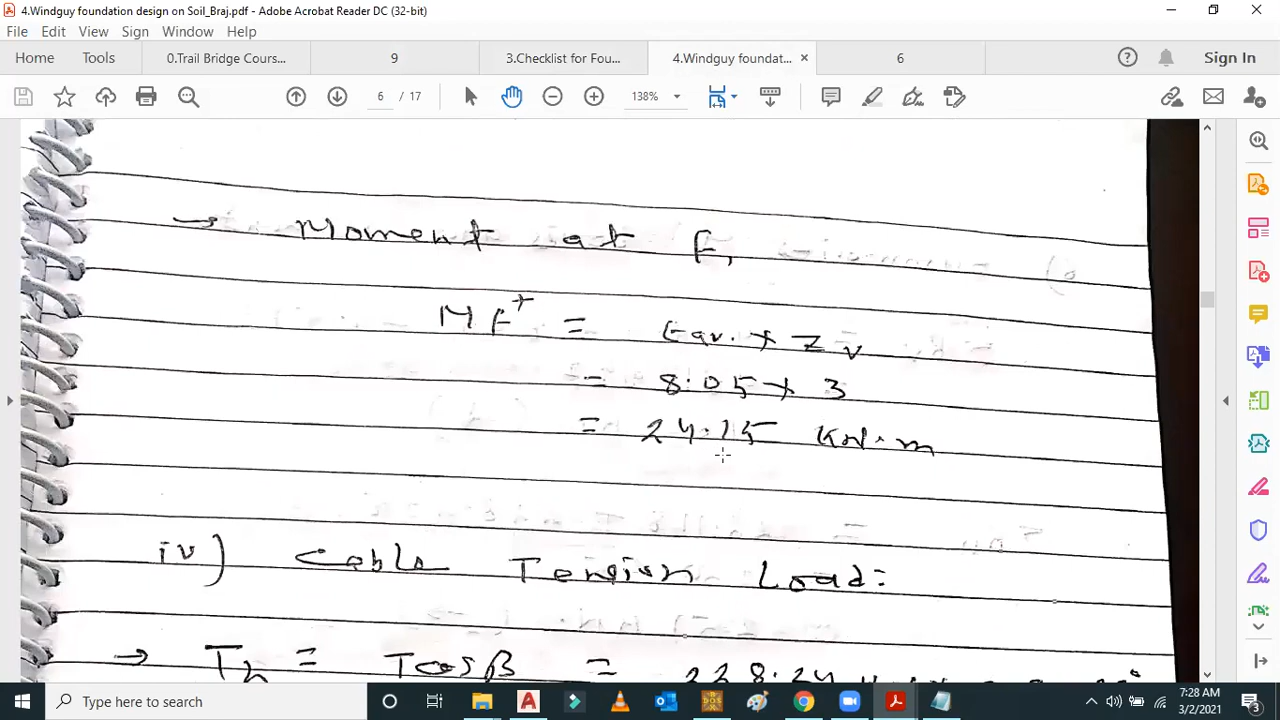 4.Windguy foundation design on Soil_Braj.pdf - Adobe Acrobat Reader DC (32-bit)
File Edit View Sign Window Help
Home Tools 0.Trail Bridge Cours... 9 3.Checklist for Fou... 4.Windguy foundat... × 6 Sign In
6 / 17 138%
→ Moment at F,
MF+ = Eav. × Zv
= 8.05 × 3
= 24.15 KN.m
iv) Cable Tension Load:
→ Th = Tcosβ =
Type here to search
7:28 AM
3/2/2021
3